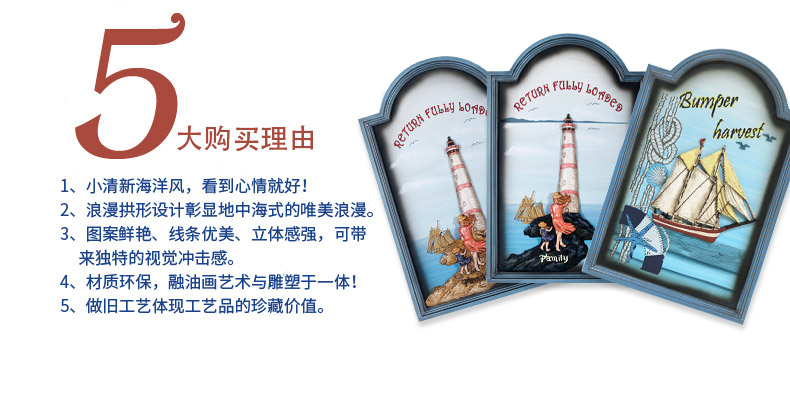 5大购买理由
1、小清新海洋风，看到心情就好！
2、浪漫拱形设计彰显地中海式的唯美浪漫。
3、图案鲜艳、线条优美、立体感强，可带
来独特的视觉冲击感。
4、材质环保，融油画艺术与雕塑于一体！
5、做旧工艺体现工艺品的珍藏价值。
RETURN FULLY LOADED
RETURN FULLY LOADED
Family
Bumper
harvest